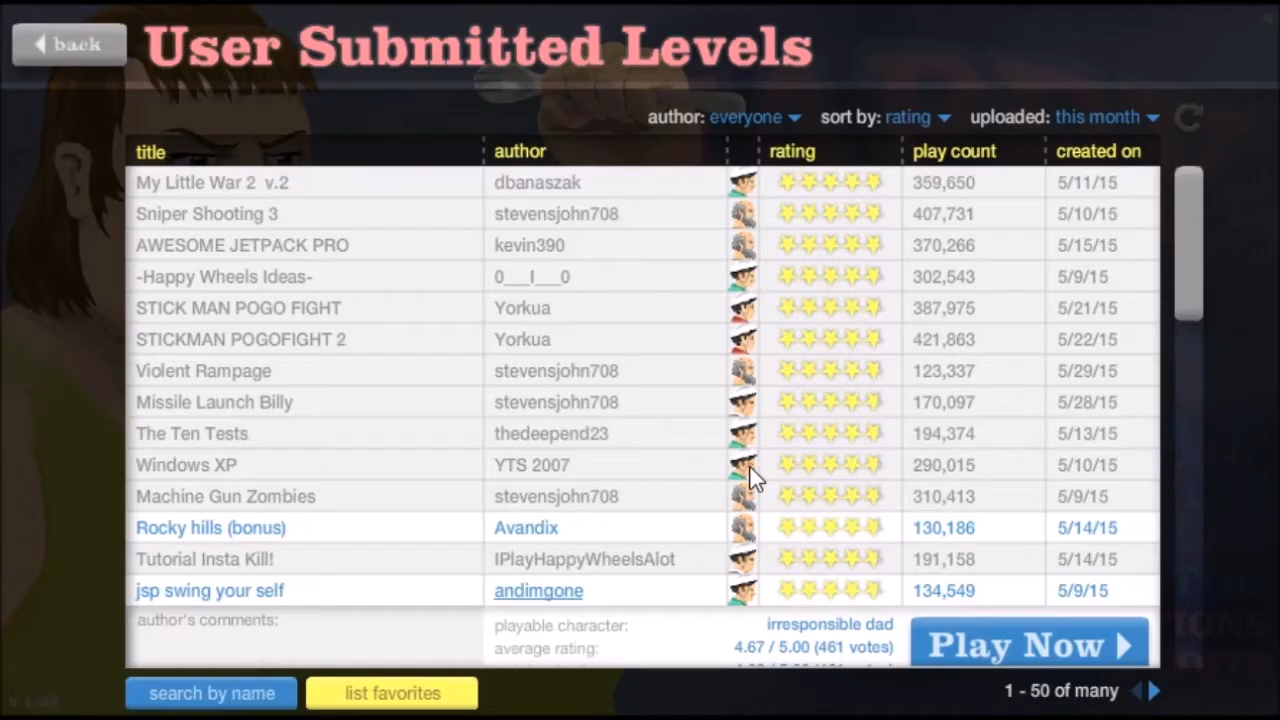 back
User Submitted Levels
author: everyone sort by: rating uploaded: this month
title author rating play count created on
My Little War 2 v.2 dbanaszak 359,650 5/11/15
Sniper Shooting 3 stevensjohn708 407,731 5/10/15
AWESOME JETPACK PRO kevin390 370,266 5/15/15
-Happy Wheels Ideas- 0___I___0 302,543 5/9/15
STICK MAN POGO FIGHT Yorkua 387,975 5/21/15
STICKMAN POGOFIGHT 2 Yorkua 421,863 5/22/15
Violent Rampage stevensjohn708 123,337 5/29/15
Missile Launch Billy stevensjohn708 170,097 5/28/15
The Ten Tests thedeepend23 194,374 5/13/15
Windows XP YTS 2007 290,015 5/10/15
Machine Gun Zombies stevensjohn708 310,413 5/9/15
Rocky hills (bonus) Avandix 130,186 5/14/15
Tutorial Insta Kill! IPlayHappyWheelsAlot 191,158 5/14/15
jsp swing your self andimgone 134,549 5/9/15
author's comments: playable character: irresponsible dad
average rating: 4.67 / 5.00 (461 votes)
Play Now
search by name list favorites 1 - 50 of many